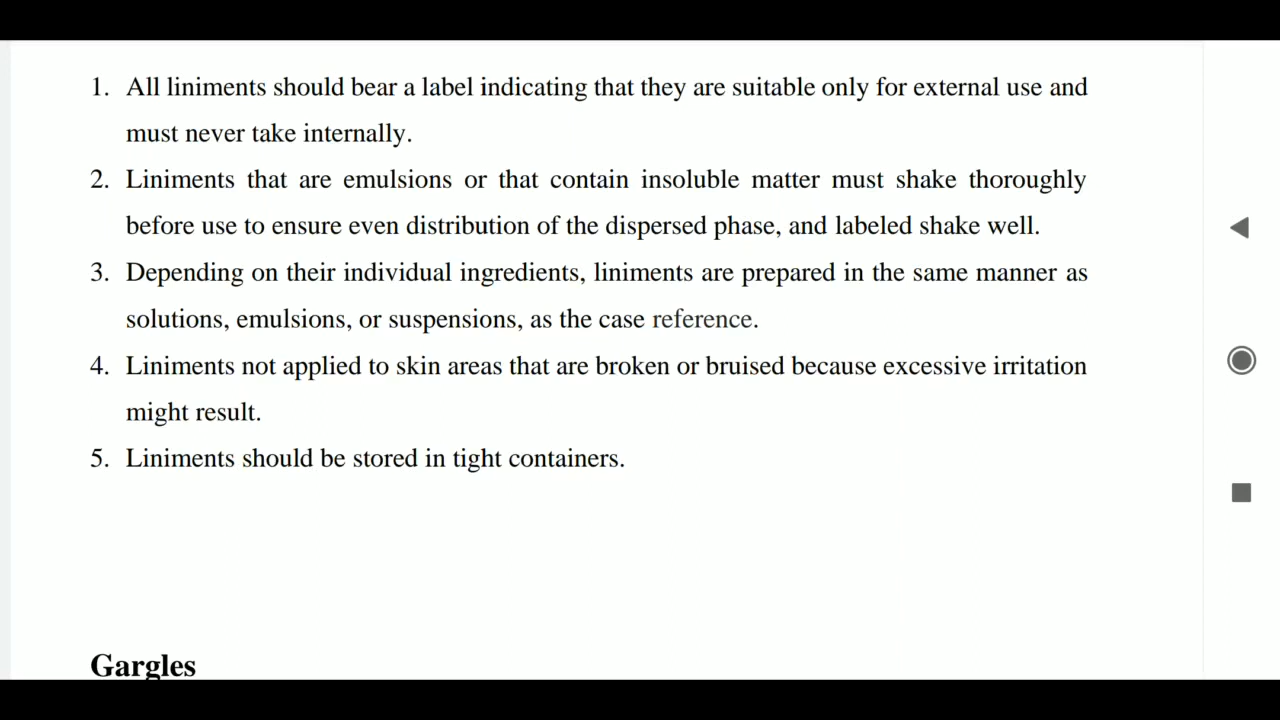 1. All liniments should bear a label indicating that they are suitable only for external use and
must never take internally.
2. Liniments that are emulsions or that contain insoluble matter must shake thoroughly
before use to ensure even distribution of the dispersed phase, and labeled shake well.
3. Depending on their individual ingredients, liniments are prepared in the same manner as
solutions, emulsions, or suspensions, as the case reference.
4. Liniments not applied to skin areas that are broken or bruised because excessive irritation
might result.
5. Liniments should be stored in tight containers.
Gargles